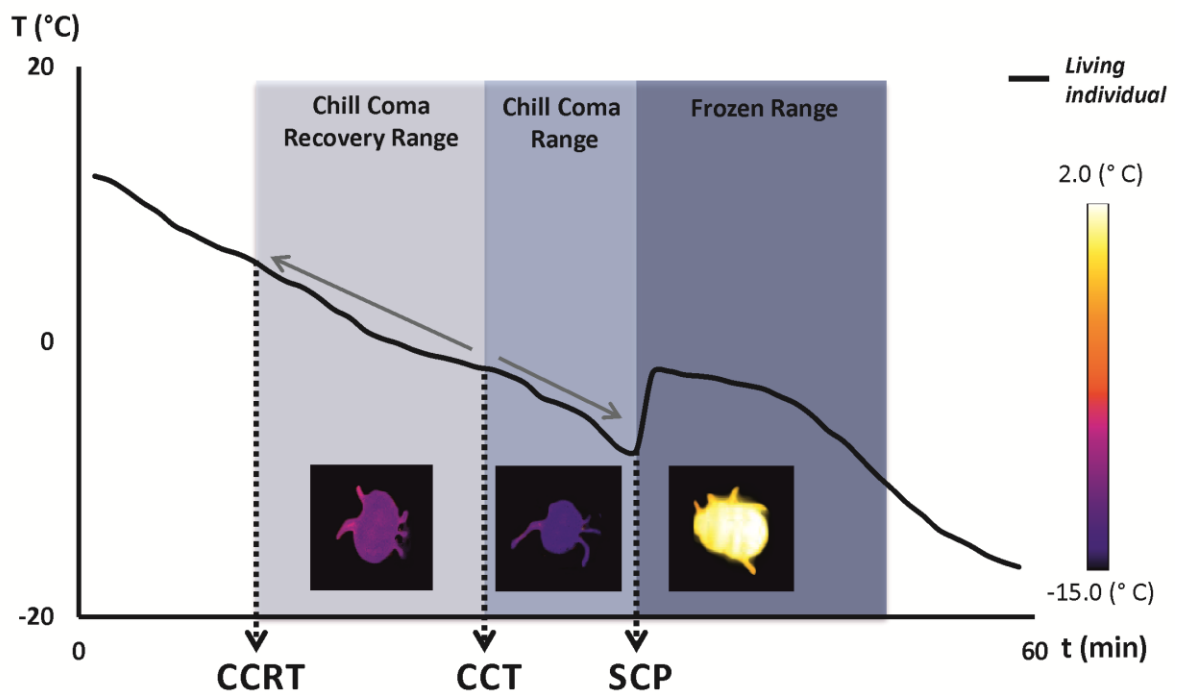 T (°C)
20
Chill Coma
Recovery Range
Chill Coma
Range
Frozen Range
Living
individual
2.0 (° C)
0
-15.0 (° C)
-20
0
60 t (min)
CCRT
CCT
SCP